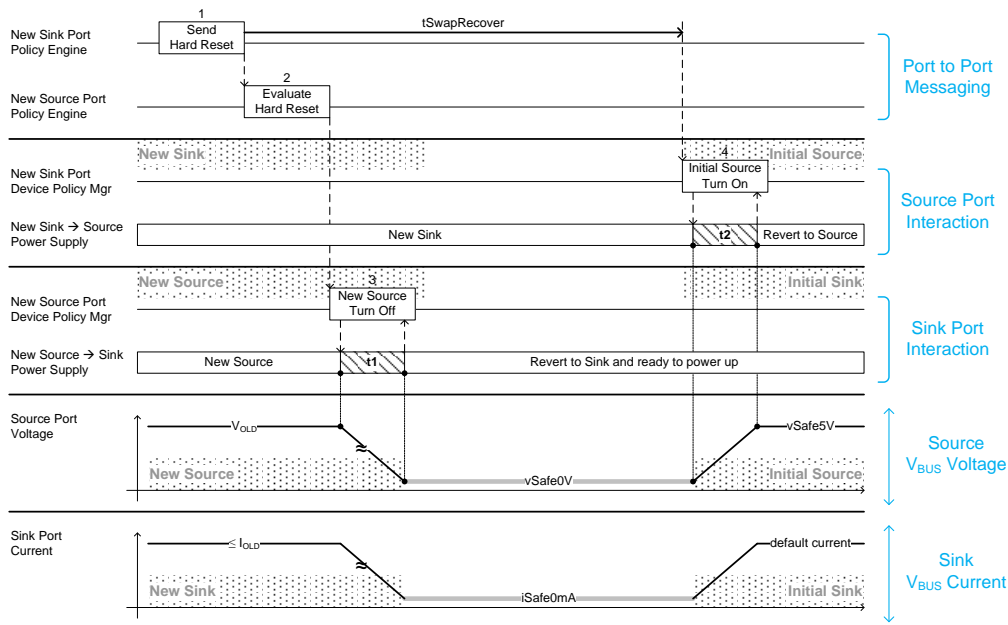 1
Send
Hard Reset
tSwapRecover
New Sink Port
Policy Engine
2
Evaluate
Hard Reset
New Source Port
Policy Engine
Port to Port
Messaging
New Sink
4
Initial Source
Initial Source
Turn On
New Sink Port
Device Policy Mgr
New Sink → Source
Power Supply
New Sink
t2
Revert to Source
Source Port
Interaction
New Source
3
Initial Sink
New Source
Turn Off
New Source Port
Device Policy Mgr
New Source → Sink
Power Supply
New Source
t1
Revert to Sink and ready to power up
Sink Port
Interaction
Source Port
Voltage
VOLD
≈
vSafe5V
New Source
vSafe0V
Initial Source
Source
VBUS Voltage
Sink Port
Current
≤ IOLD
≈
default current
New Sink
iSafe0mA
Initial Sink
Sink
VBUS Current